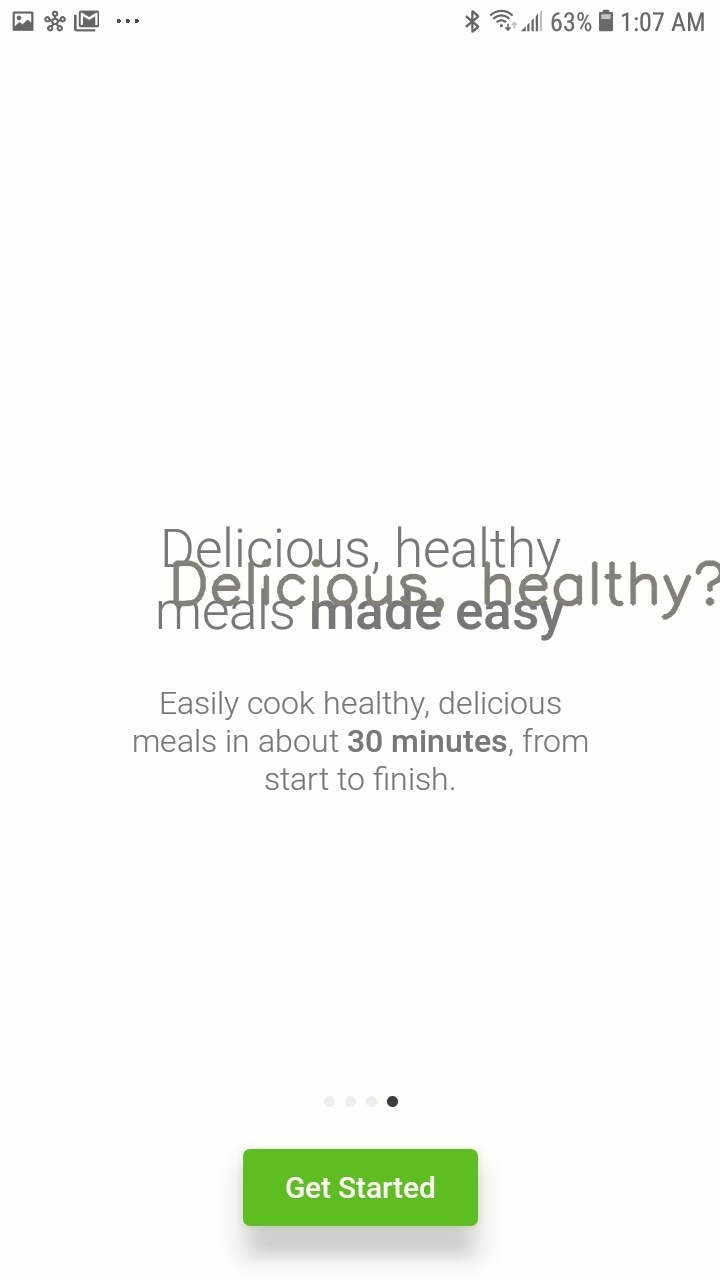 63% 1:07 AM
Delicious, healthy
Delicious, healthy?
meals made easy
Easily cook healthy, delicious
meals in about 30 minutes, from
start to finish.
Get Started